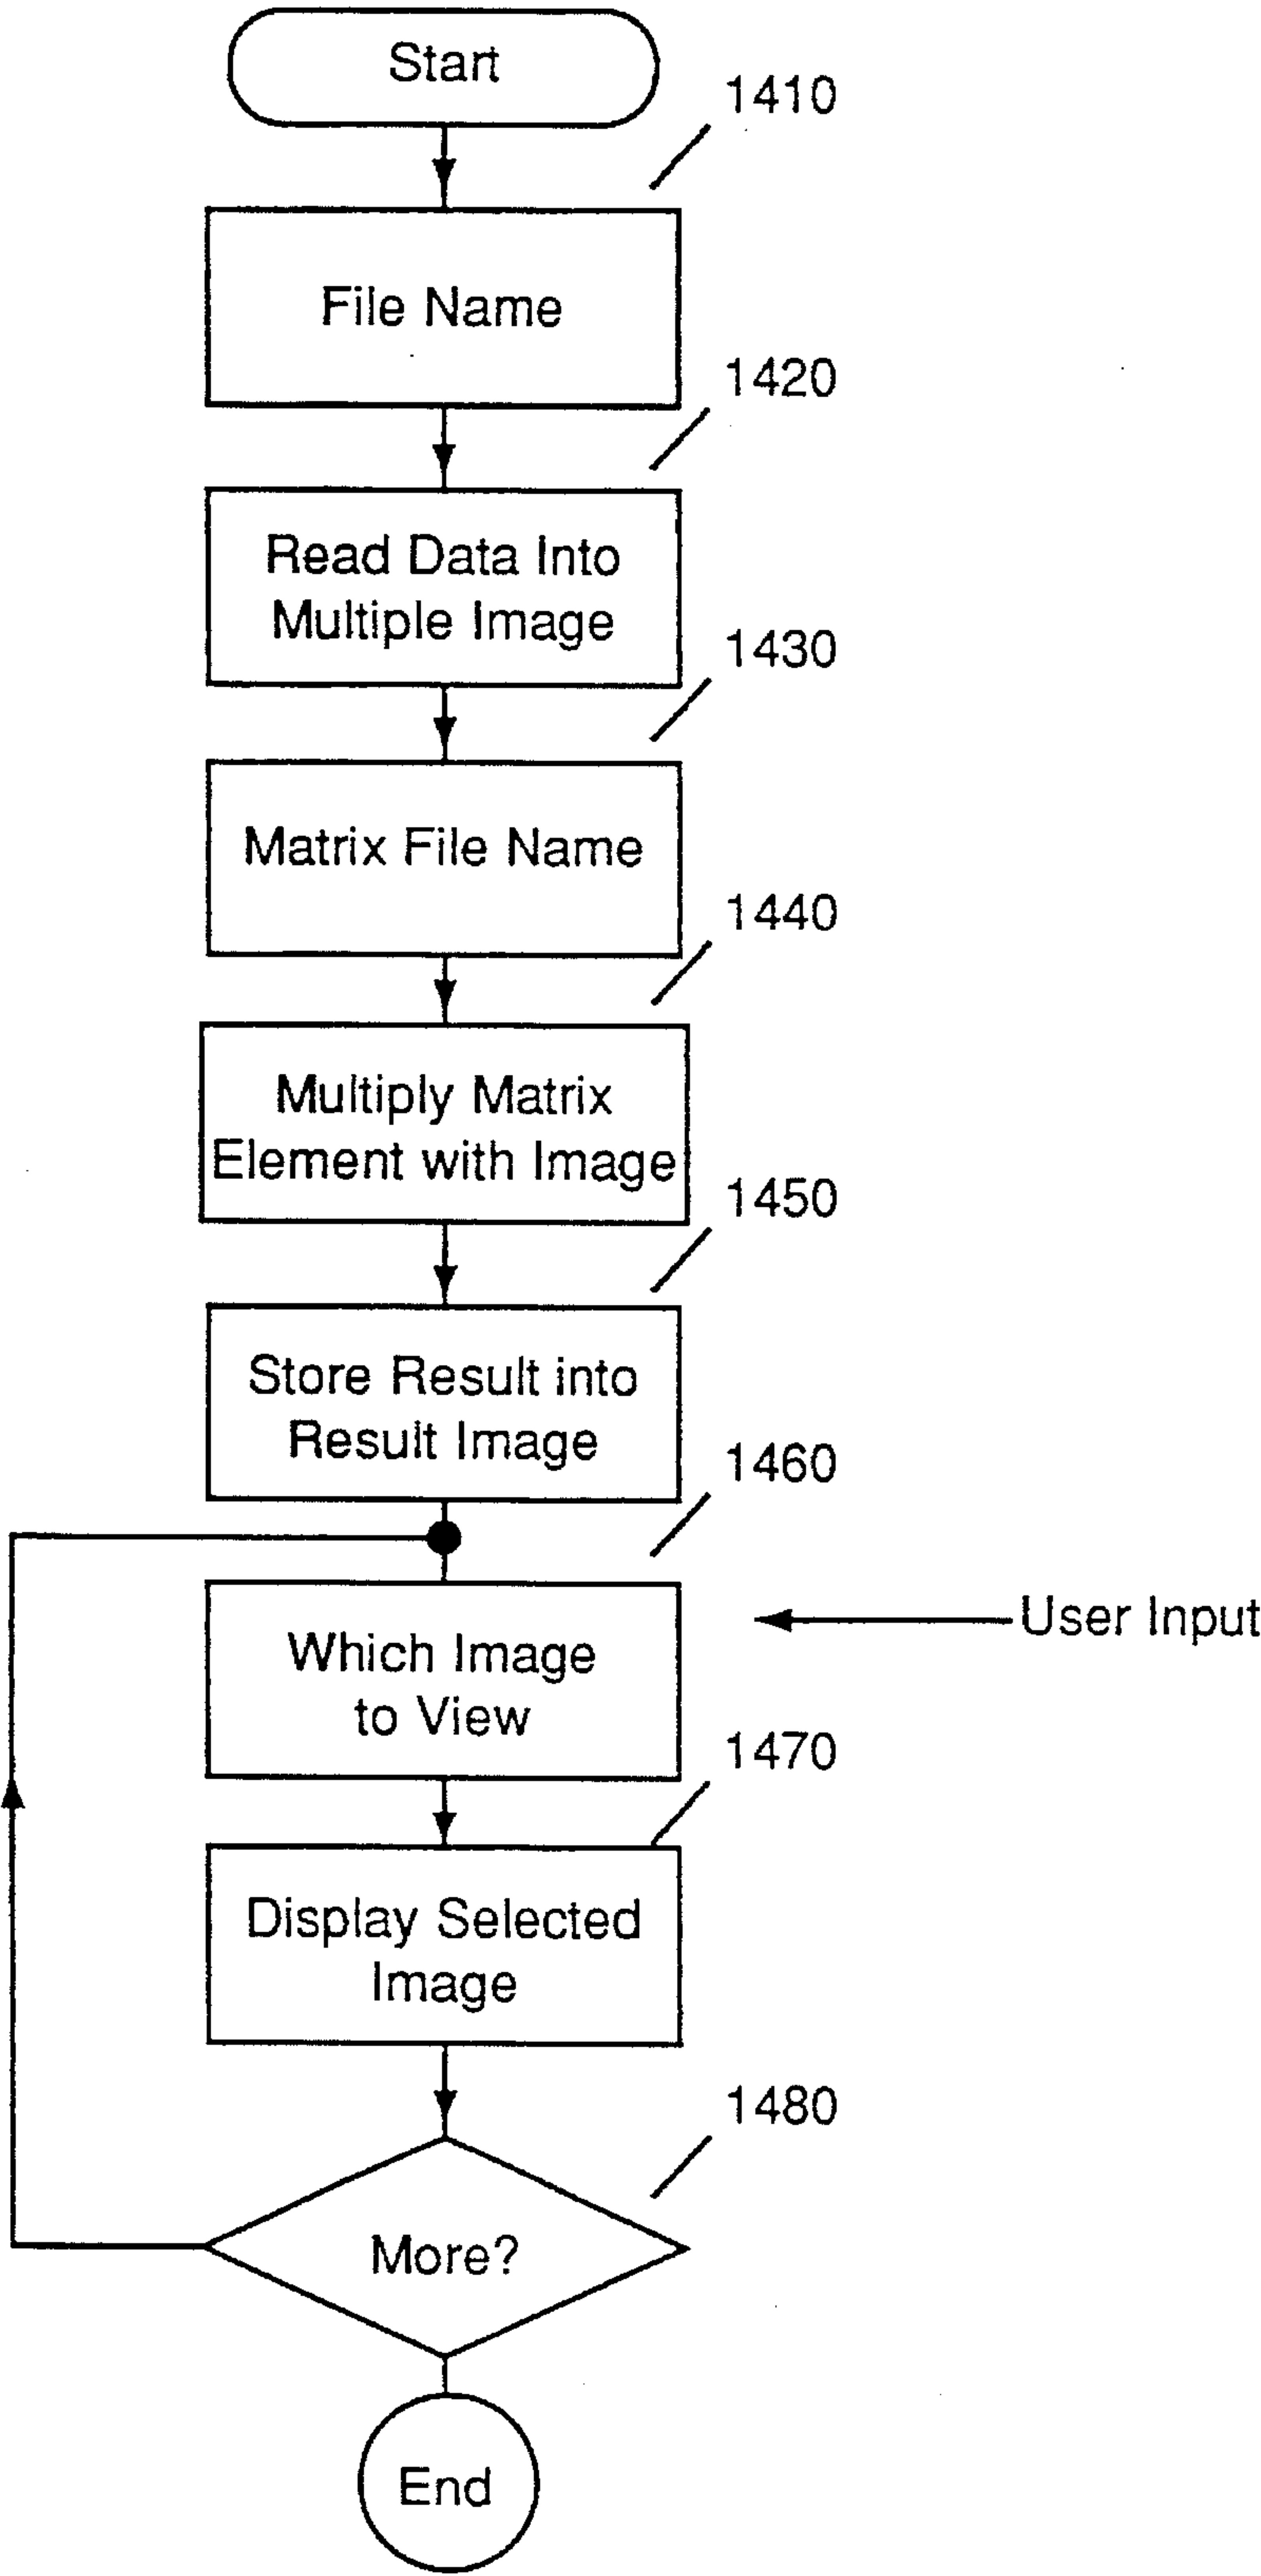 Start
1410
File Name
1420
Read Data Into
Multiple Image
1430
Matrix File Name
1440
Multiply Matrix
Element with Image
1450
Store Result into
Result Image
1460
User Input
Which Image
to View
1470
Display Selected
Image
1480
More?
End